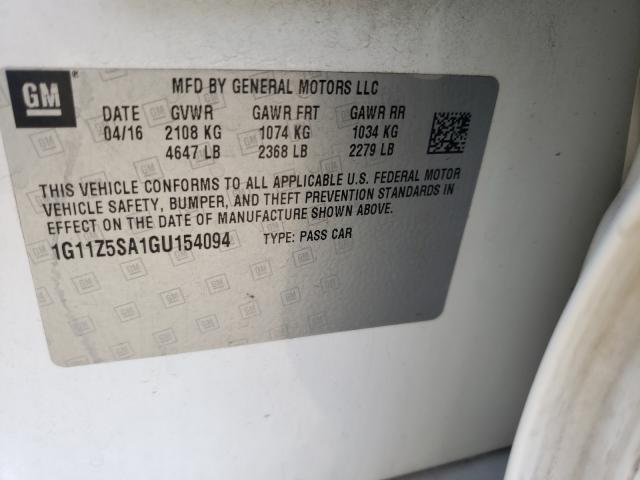 GM
MFD BY GENERAL MOTORS LLC
DATE GVWR GAWR FRT GAWR RR
04/16 2108 KG 1074 KG 1034 KG
4647 LB 2368 LB 2279 LB
THIS VEHICLE CONFORMS TO ALL APPLICABLE U.S. FEDERAL MOTOR
VEHICLE SAFETY, BUMPER, AND THEFT PREVENTION STANDARDS IN
EFFECT ON THE DATE OF MANUFACTURE SHOWN ABOVE.
1G11Z5SA1GU154094 TYPE: PASS CAR